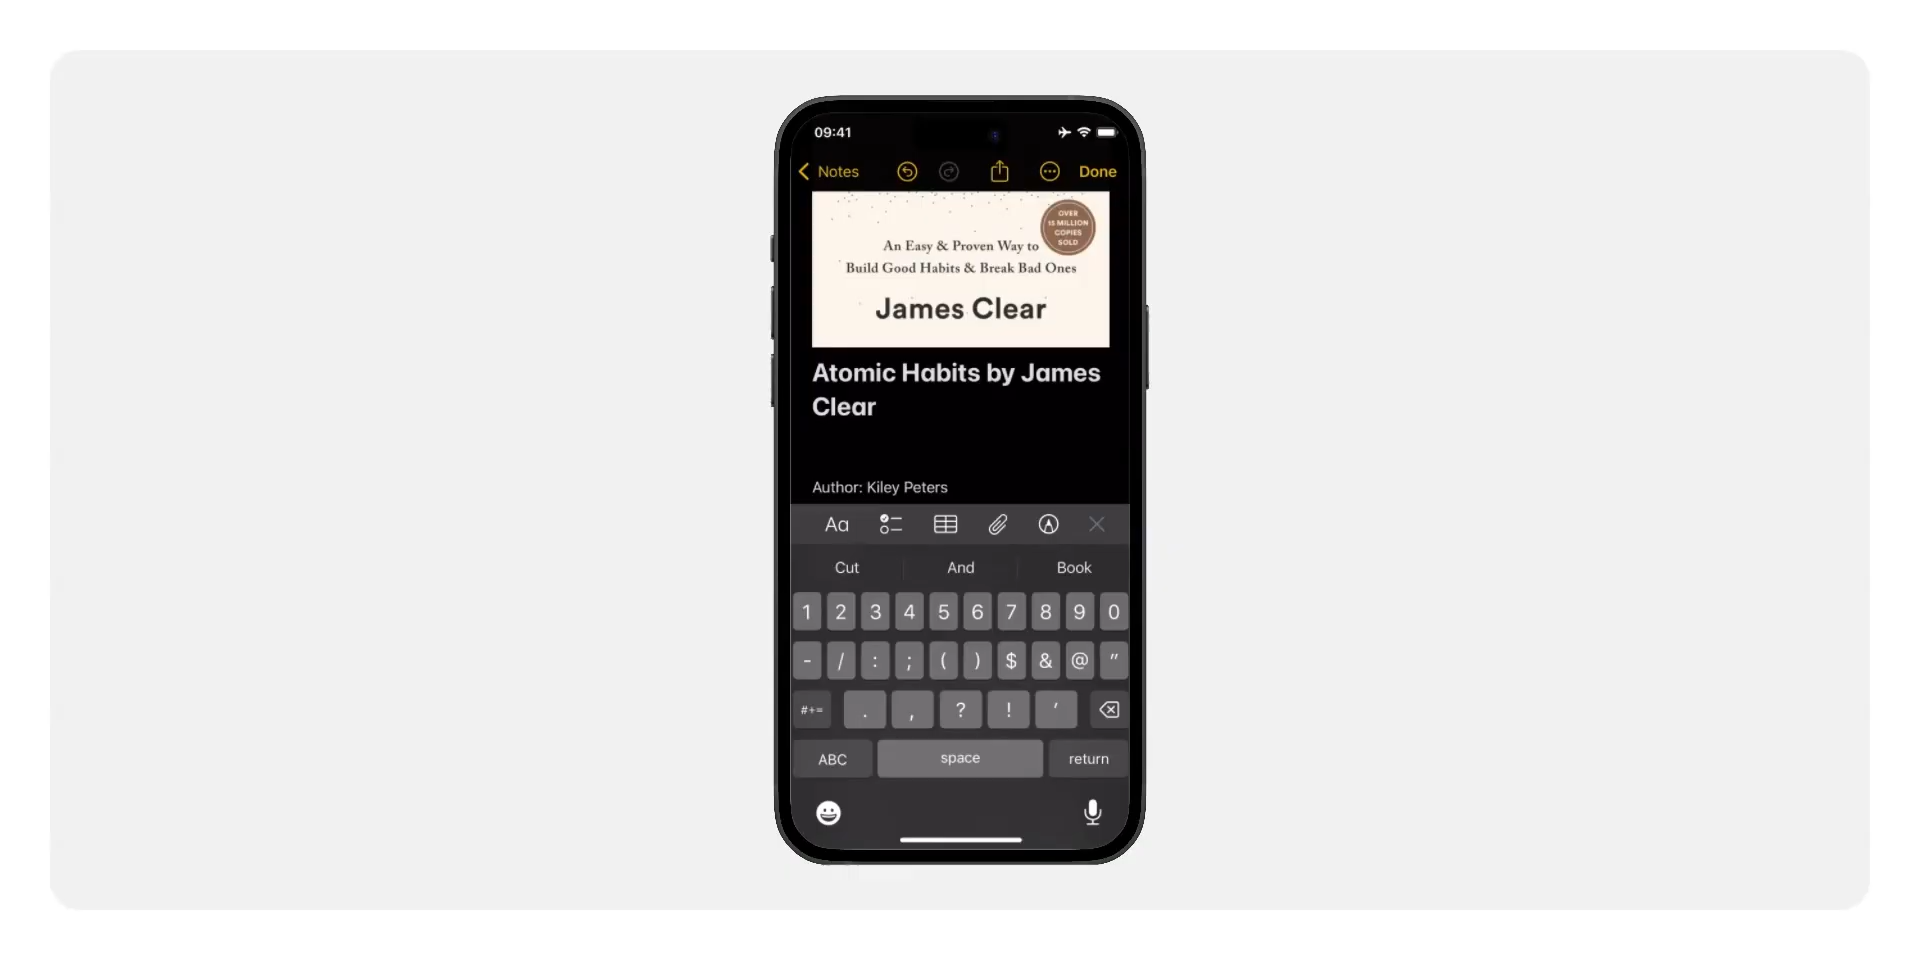 09:41
Notes
Done
OVER
15 MILLION
COPIES
SOLD
An Easy & Proven Way to
Build Good Habits & Break Bad Ones
James Clear
Atomic Habits by James
Clear
Author: Kiley Peters
Aa
Cut And Book
1 2 3 4 5 6 7 8 9 0
- / : ; ( ) $ & @ "
#+= . , ? ! '
ABC space return